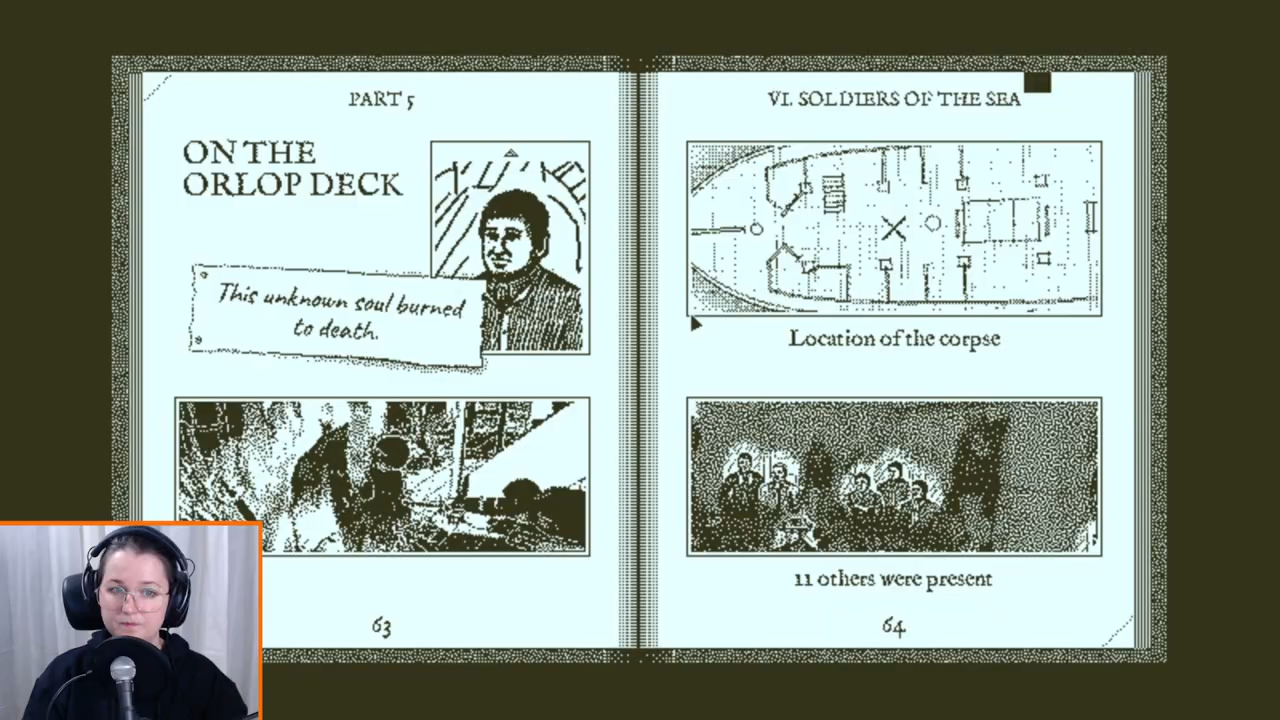 PART 5
ON THE
ORLOP DECK
This unknown soul burned
to death.
63
VI. SOLDIERS OF THE SEA
Location of the corpse
11 others were present
64